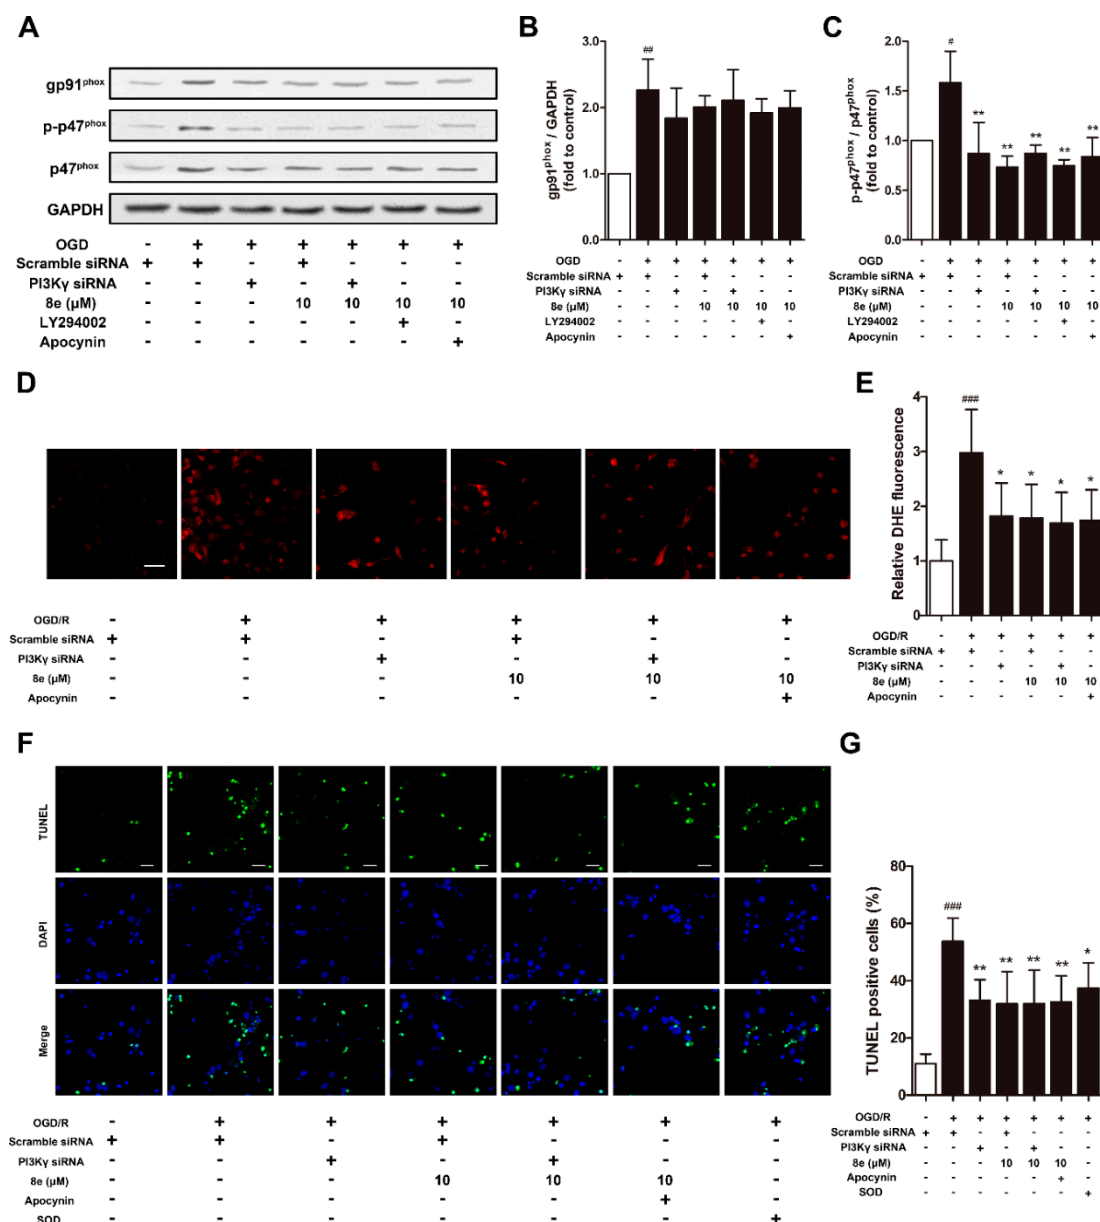 A
gp91phox
p-p47phox
p47phox
GAPDH
OGD - + + + + + +
Scramble siRNA + + - + - - -
PI3Kγ siRNA - - + - + - -
8e (μM) - - - 10 10 10 10
LY294002 - - - - - + -
Apocynin - - - - - - +
B
gp91phox / GAPDH
(fold to control)
3.0
2.0
1.0
0.0
##
OGD - + + + + + +
Scramble siRNA + + - + - - -
PI3Kγ siRNA - - + - + - -
8e (μM) - - - 10 10 10 10
LY294002 - - - - - + -
Apocynin - - - - - - +
C
p-p47phox / p47phox
(fold to control)
2.0
1.5
1.0
0.5
0.0
# ** ** ** ** **
OGD - + + + + + +
Scramble siRNA + + - + - - -
PI3Kγ siRNA - - + - + - -
8e (μM) - - - 10 10 10 10
LY294002 - - - - - + -
Apocynin - - - - - - +
D
OGD/R - + + + + +
Scramble siRNA + + - + - -
PI3Kγ siRNA - - + - + -
8e (μM) - - - 10 10 10
Apocynin - - - - - +
E
Relative DHE fluorescence
4
3
2
1
0
### * * * *
OGD/R - + + + + +
Scramble siRNA + + - + - -
PI3Kγ siRNA - - + - + -
8e (μM) - - - 10 10 10
Apocynin - - - - - +
F
TUNEL
DAPI
Merge
OGD/R - + + + + + +
Scramble siRNA + + - + - - -
PI3Kγ siRNA - - + - + - -
8e (μM) - - - 10 10 10 -
Apocynin - - - - - + -
SOD - - - - - - +
G
TUNEL positive cells (%)
80
60
40
20
0
### ** ** ** ** *
OGD/R - + + + + + +
Scramble siRNA + + - + - - -
PI3Kγ siRNA - - + - + - -
8e (μM) - - - 10 10 10 -
Apocynin - - - - - + -
SOD - - - - - - +